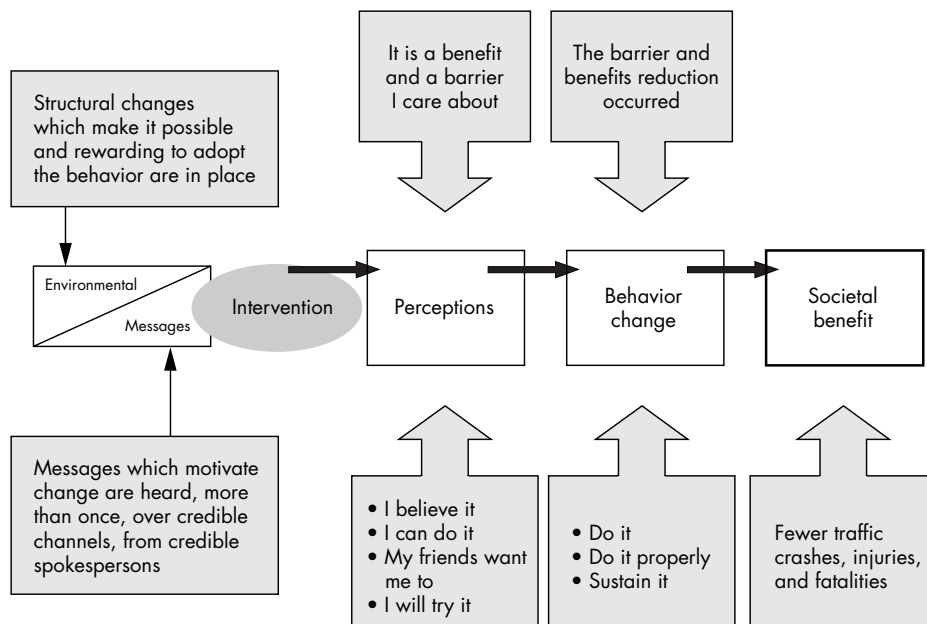 It is a benefit
and a barrier
I care about
The barrier and
benefits reduction
occurred
Structural changes
which make it possible
and rewarding to adopt
the behavior are in place
Environmental
Messages
Intervention
Perceptions
Behavior
change
Societal
benefit
Messages which motivate
change are heard, more
than once, over credible
channels, from credible
spokespersons
• I believe it
• I can do it
• My friends want
me to
• I will try it
• Do it
• Do it properly
• Sustain it
Fewer traffic
crashes, injuries,
and fatalities